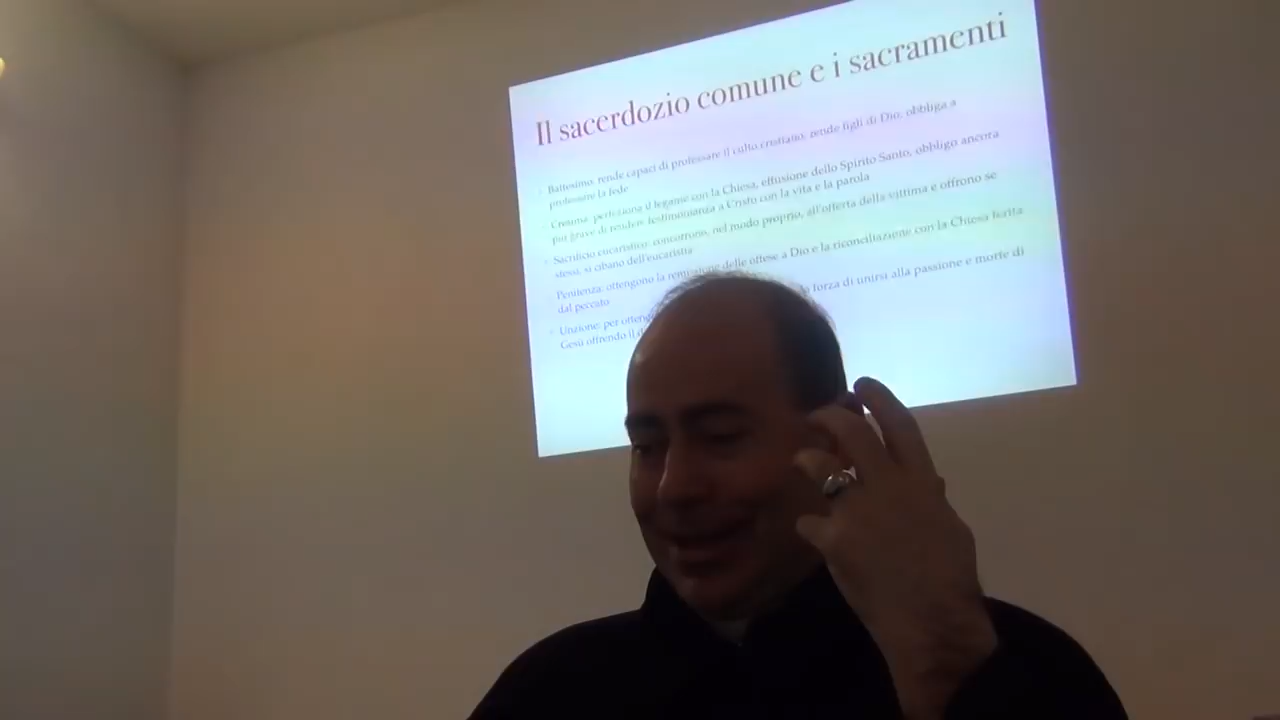 Il sacerdozio comune e i sacramenti
Battesimo: rende capaci di professare il culto cristiano, rende figli di Dio, obbliga a
professare la fede
Cresima: perfeziona il legame con la Chiesa, effusione dello Spirito Santo, obbligo ancora
più grave di rendere testimonianza a Cristo con la vita e la parola
Sacrificio eucaristico: concorrono, nel modo proprio, all'offerta della vittima e offrono se
stessi, si cibano dell'eucaristia
Penitenza: ottengono la remissione delle offese a Dio e la riconciliazione con la Chiesa ferita
dal peccato
Unzione: per forza di unirsi alla passione e morte di
Gesù offrendo il